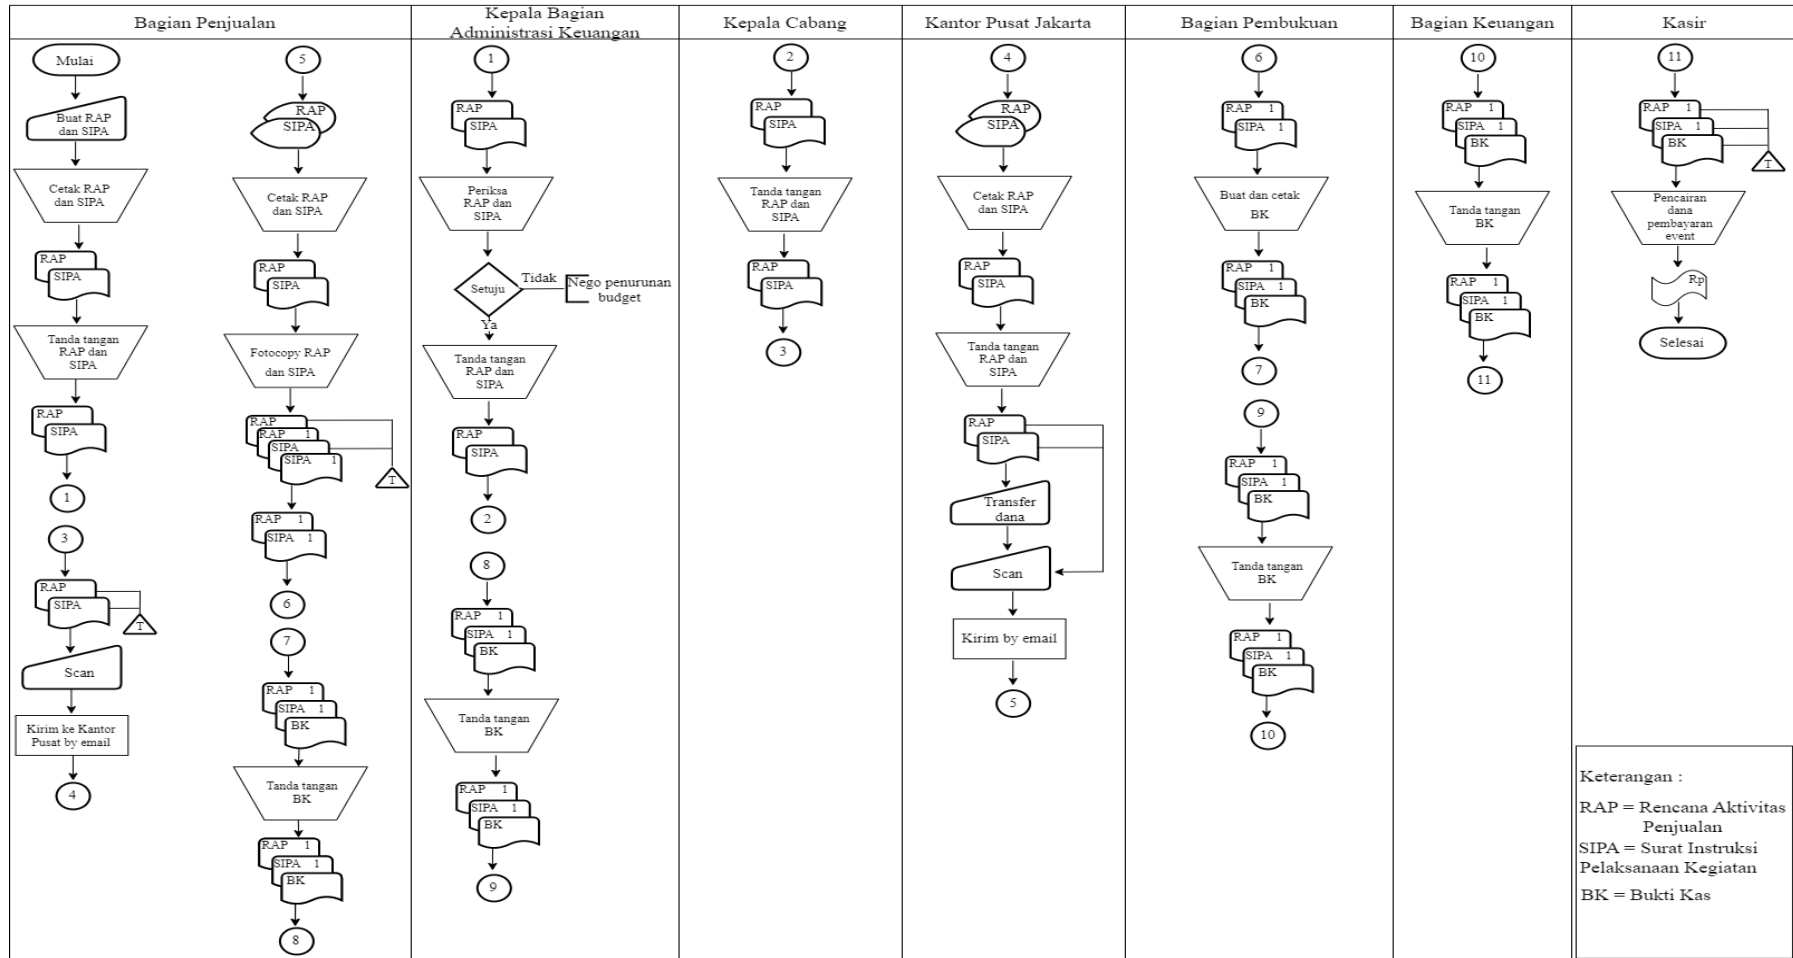 Bagian Penjualan
Kepala Bagian
Administrasi Keuangan
Kepala Cabang
Kantor Pusat Jakarta
Bagian Pembukuan
Bagian Keuangan
Kasir
Mulai
Buat RAP
dan SIPA
Cetak RAP
dan SIPA
RAP
SIPA
Tanda tangan
RAP dan
SIPA
RAP
SIPA
1
3
RAP
SIPA
T
Scan
Kirim ke Kantor
Pusat by email
4
5
RAP
SIPA
Cetak RAP
dan SIPA
RAP
SIPA
Fotocopy RAP
dan SIPA
RAP
RAP 1
SIPA
SIPA 1
T
RAP 1
SIPA 1
6
7
RAP 1
SIPA 1
BK
Tanda tangan
BK
RAP 1
SIPA 1
BK
8
1
RAP
SIPA
Periksa
RAP dan
SIPA
Setuju
Tidak
Nego penurunan
budget
Ya
Tanda tangan
RAP dan
SIPA
RAP
SIPA
2
8
RAP 1
SIPA 1
BK
Tanda tangan
BK
RAP 1
SIPA 1
BK
9
2
RAP
SIPA
Tanda tangan
RAP dan
SIPA
RAP
SIPA
3
4
RAP
SIPA
Cetak RAP
dan SIPA
RAP
SIPA
Tanda tangan
RAP dan
SIPA
RAP
SIPA
Transfer
dana
Scan
Kirim by email
5
6
RAP 1
SIPA 1
Buat dan cetak
BK
RAP 1
SIPA 1
BK
7
9
RAP 1
SIPA 1
BK
Tanda tangan
BK
RAP 1
SIPA 1
BK
10
10
RAP 1
SIPA 1
BK
Tanda tangan
BK
RAP 1
SIPA 1
BK
11
11
RAP 1
SIPA 1
BK
T
Pencairan
dana
pembayaran
event
Rp
Selesai
Keterangan :
RAP = Rencana Aktivitas
Penjualan
SIPA = Surat Instruksi
Pelaksanaan Kegiatan
BK = Bukti Kas